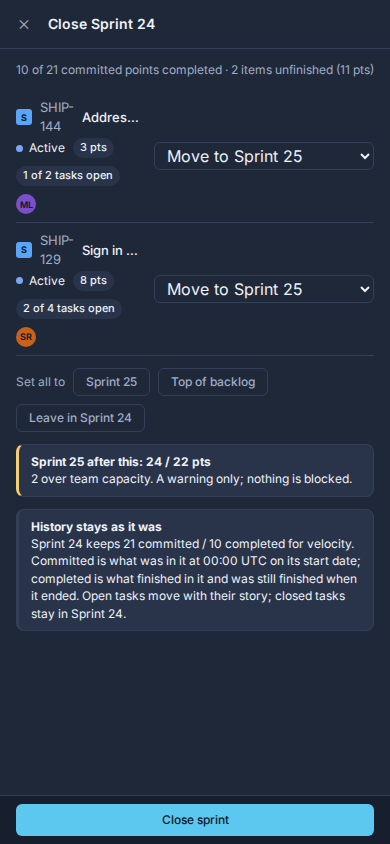 Close Sprint 24
10 of 21 committed points completed · 2 items unfinished (11 pts)
S SHIP-144 Addres...
Active 3 pts
1 of 2 tasks open
ML
Move to Sprint 25
S SHIP-129 Sign in ...
Active 8 pts
2 of 4 tasks open
SR
Move to Sprint 25
Set all to Sprint 25 Top of backlog
Leave in Sprint 24
Sprint 25 after this: 24 / 22 pts
2 over team capacity. A warning only; nothing is blocked.
History stays as it was
Sprint 24 keeps 21 committed / 10 completed for velocity.
Committed is what was in it at 00:00 UTC on its start date;
completed is what finished in it and was still finished when
it ended. Open tasks move with their story; closed tasks
stay in Sprint 24.
Close sprint